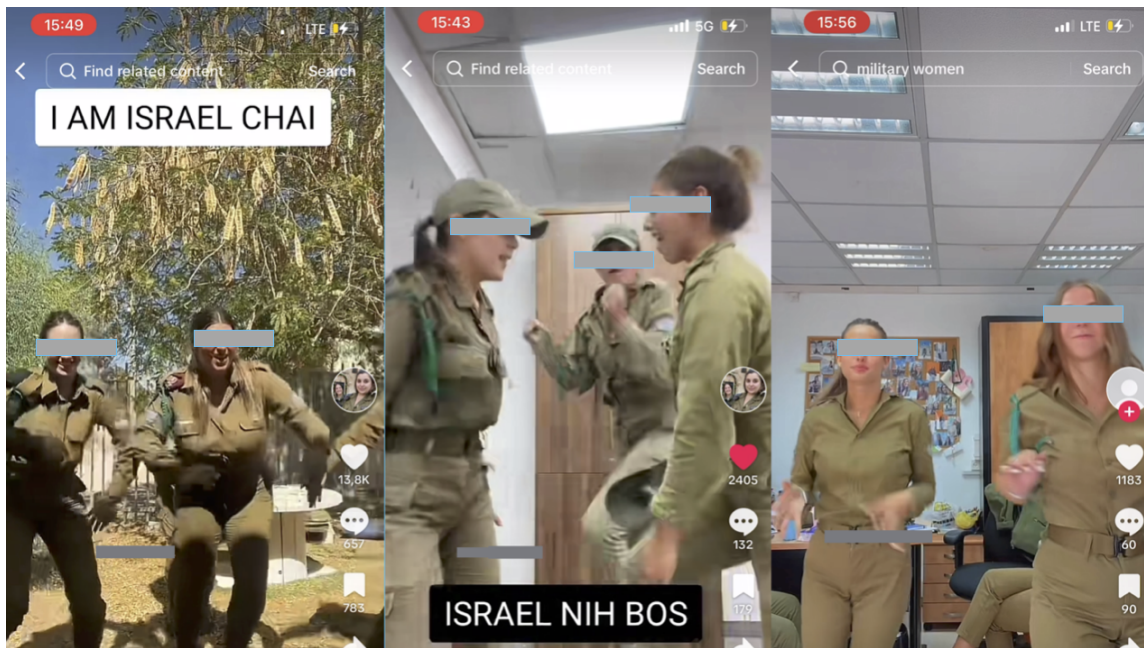 15:49
LTE
Find related content
Search
I AM ISRAEL CHAI
13,8K
657
783
15:43
5G
Find related content
Search
2405
132
179
ISRAEL NIH BOS
15:56
LTE
military women
Search
1183
60
90